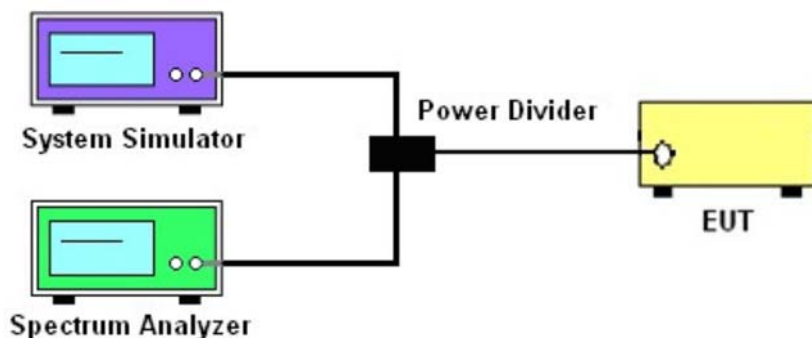 System Simulator
Power Divider
EUT
Spectrum Analyzer